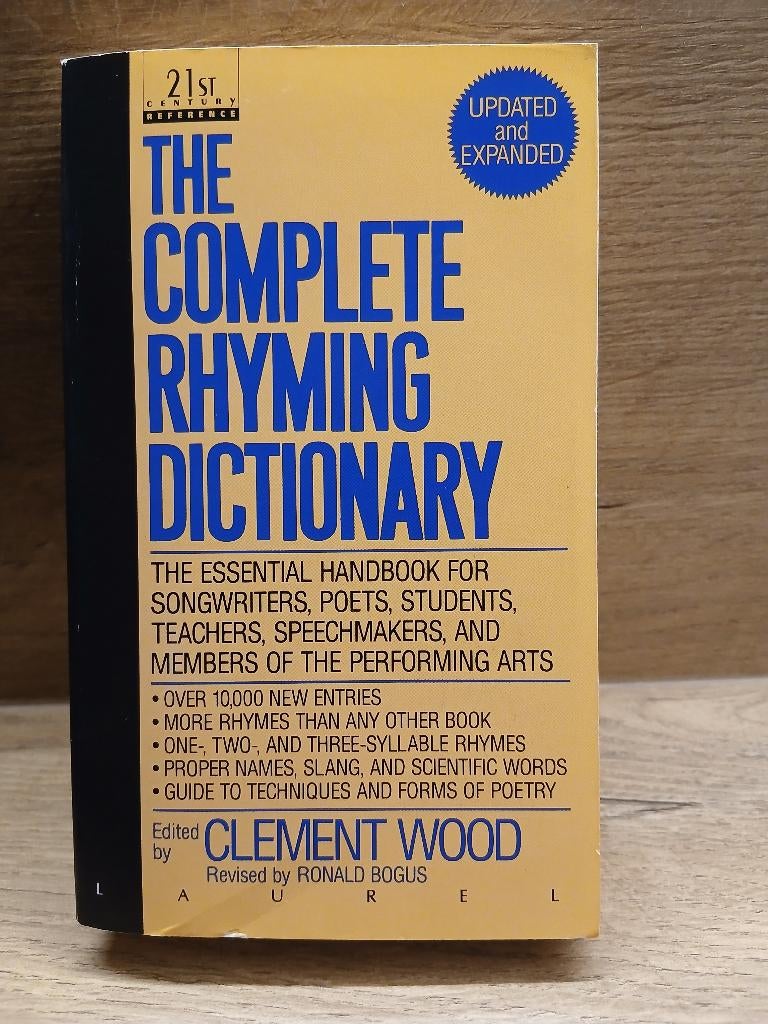 21ST
CENTURY
REFERENCE
UPDATED
and
EXPANDED
THE
COMPLETE
RHYMING
DICTIONARY
THE ESSENTIAL HANDBOOK FOR
SONGWRITERS, POETS, STUDENTS,
TEACHERS, SPEECHMAKERS, AND
MEMBERS OF THE PERFORMING ARTS
• OVER 10,000 NEW ENTRIES
• MORE RHYMES THAN ANY OTHER BOOK
• ONE-, TWO-, AND THREE-SYLLABLE RHYMES
• PROPER NAMES, SLANG, AND SCIENTIFIC WORDS
• GUIDE TO TECHNIQUES AND FORMS OF POETRY
Edited by CLEMENT WOOD
Revised by RONALD BOGUS
LAUREL